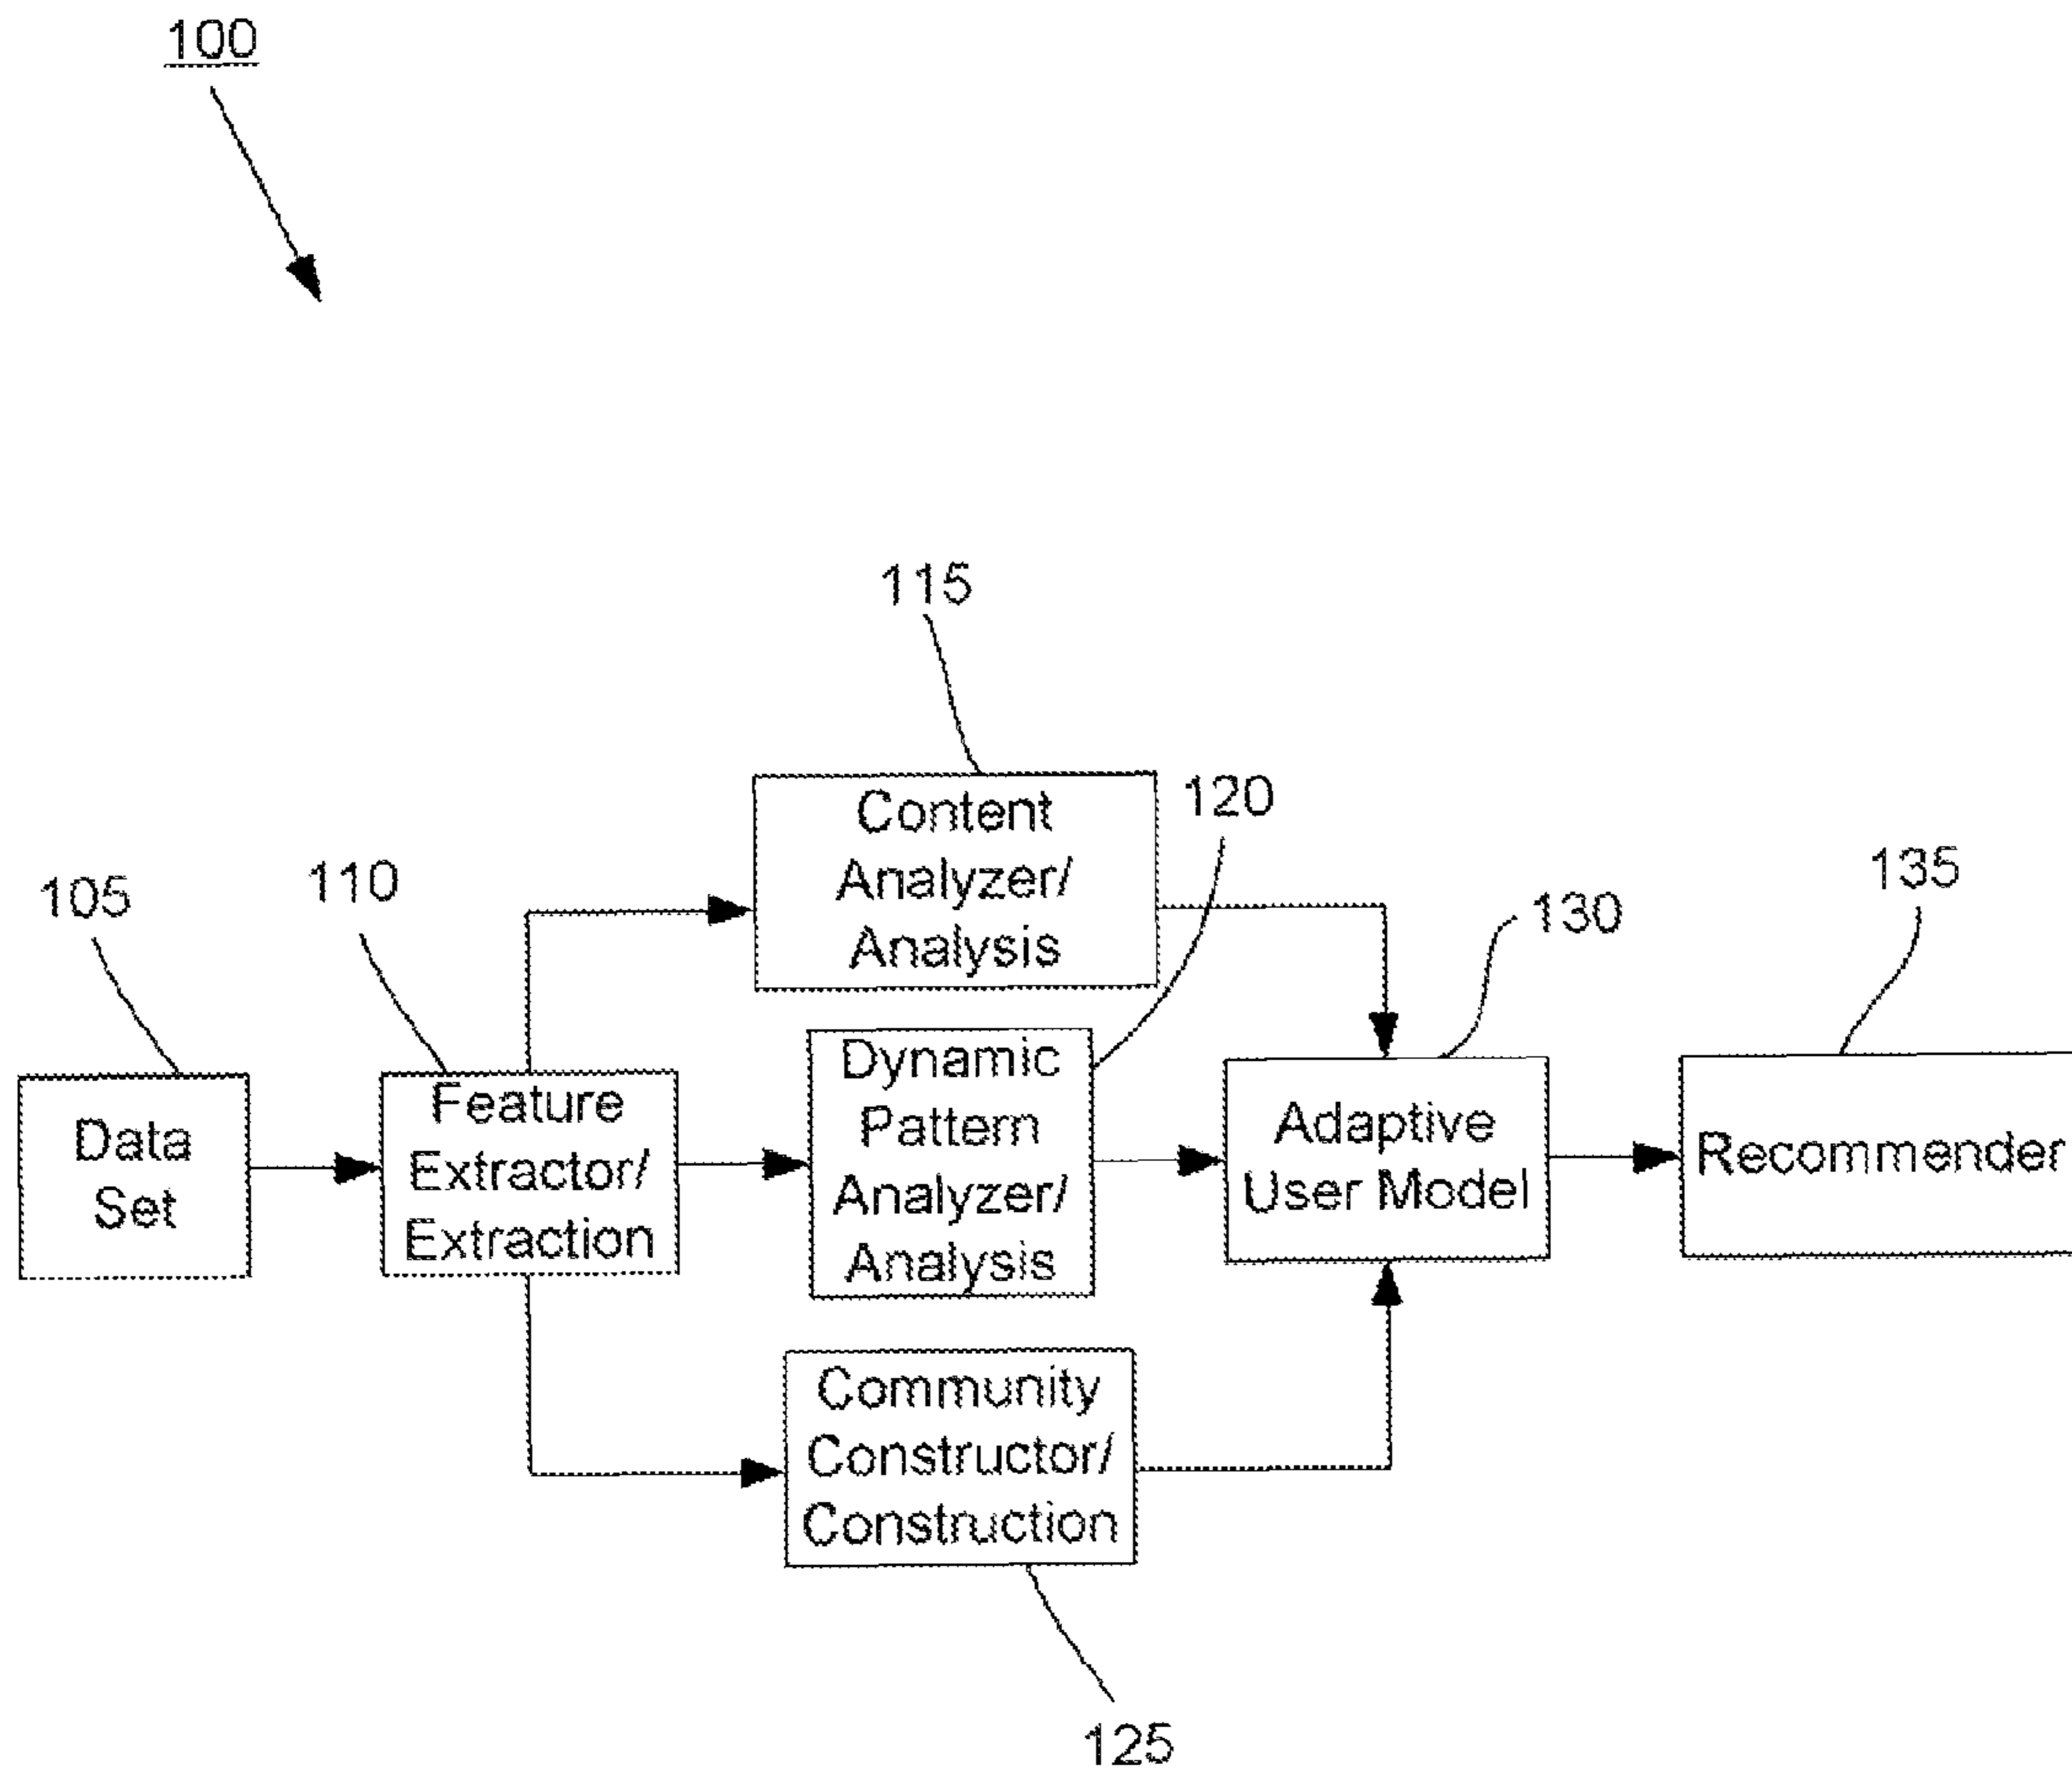 100
115
Content
Analyzer/
Analysis
120
105
110
130
135
Data
Set
Feature
Extractor/
Extraction
Dynamic
Pattern
Analyzer/
Analysis
Adaptive
User Model
Recommender
Community
Constructor/
Construction
125